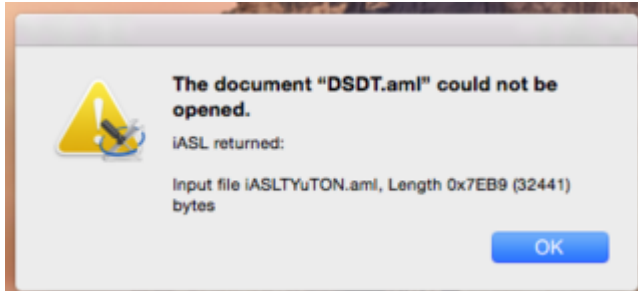 The document “DSDT.aml” could not be
opened.
iASL returned:
Input file iASLTYuTON.aml, Length 0x7EB9 (32441)
bytes
OK